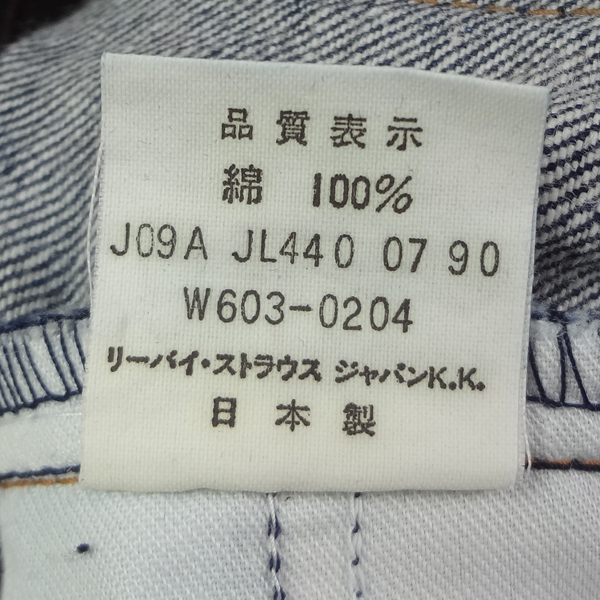 品質表示
綿 100%
J09A JL440 07 90
W603-0204
リーバイ・ストラウス ジャパンK.K.
日本製